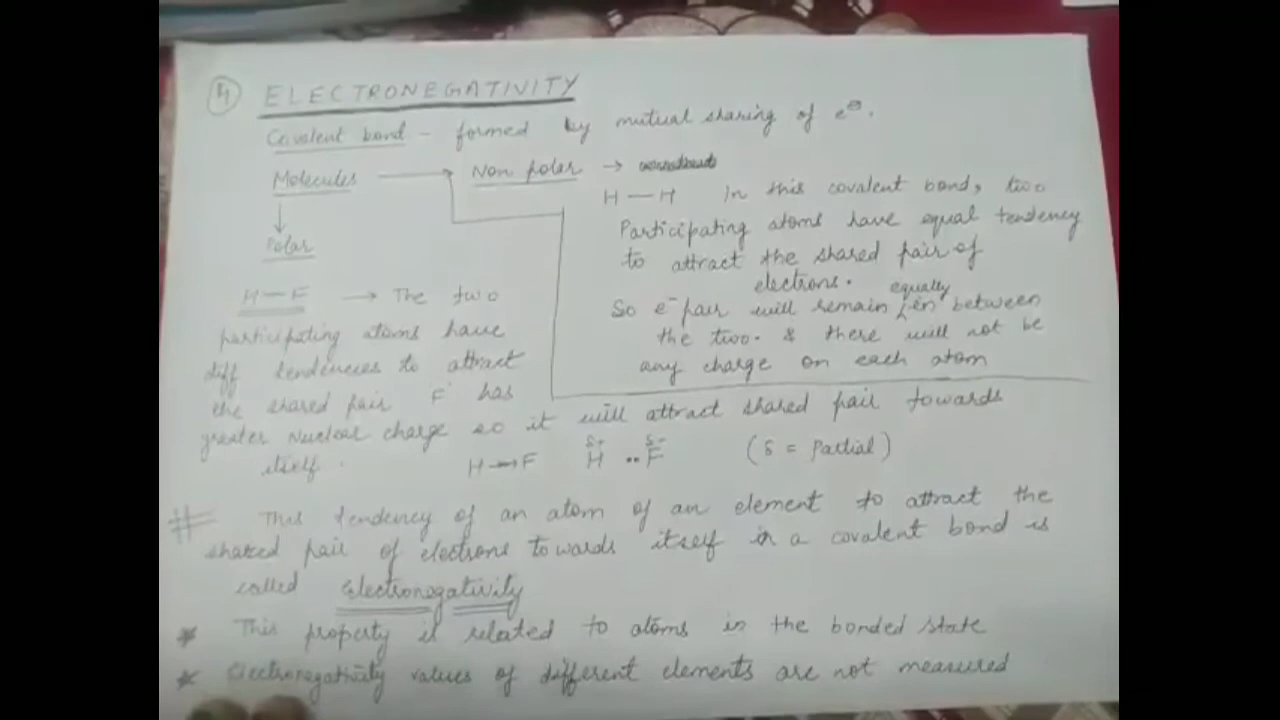 4 ELECTRONEGATIVITY
Covalent bond - formed by mutual sharing of e⊖.
Molecules → Non polar →
H — H In this covalent bond, two
Participating atoms have equal tendency
to attract the shared pair of
electrons.
So e⁻ pair will remain equally in between
the two. & there will not be
any charge on each atom
↓
Polar
H — F → The two
participating atoms have
diff tendencies to attract
the shared pair F has
greater Nuclear charge so it will attract shared pair towards
itself.
H — F δ+ H •• δ- F (δ = Partial)
# This tendency of an atom of an element to attract the
shared pair of electrons towards itself in a covalent bond is
called Electronegativity
* This property is related to atoms in the bonded state
* Electronegativity values of different elements are not measured